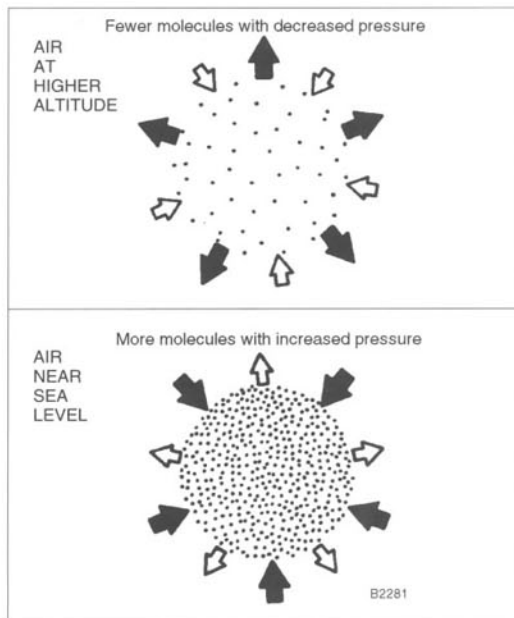 Fewer molecules with decreased pressure
AIR
AT
HIGHER
ALTITUDE
More molecules with increased pressure
AIR
NEAR
SEA
LEVEL
B2281